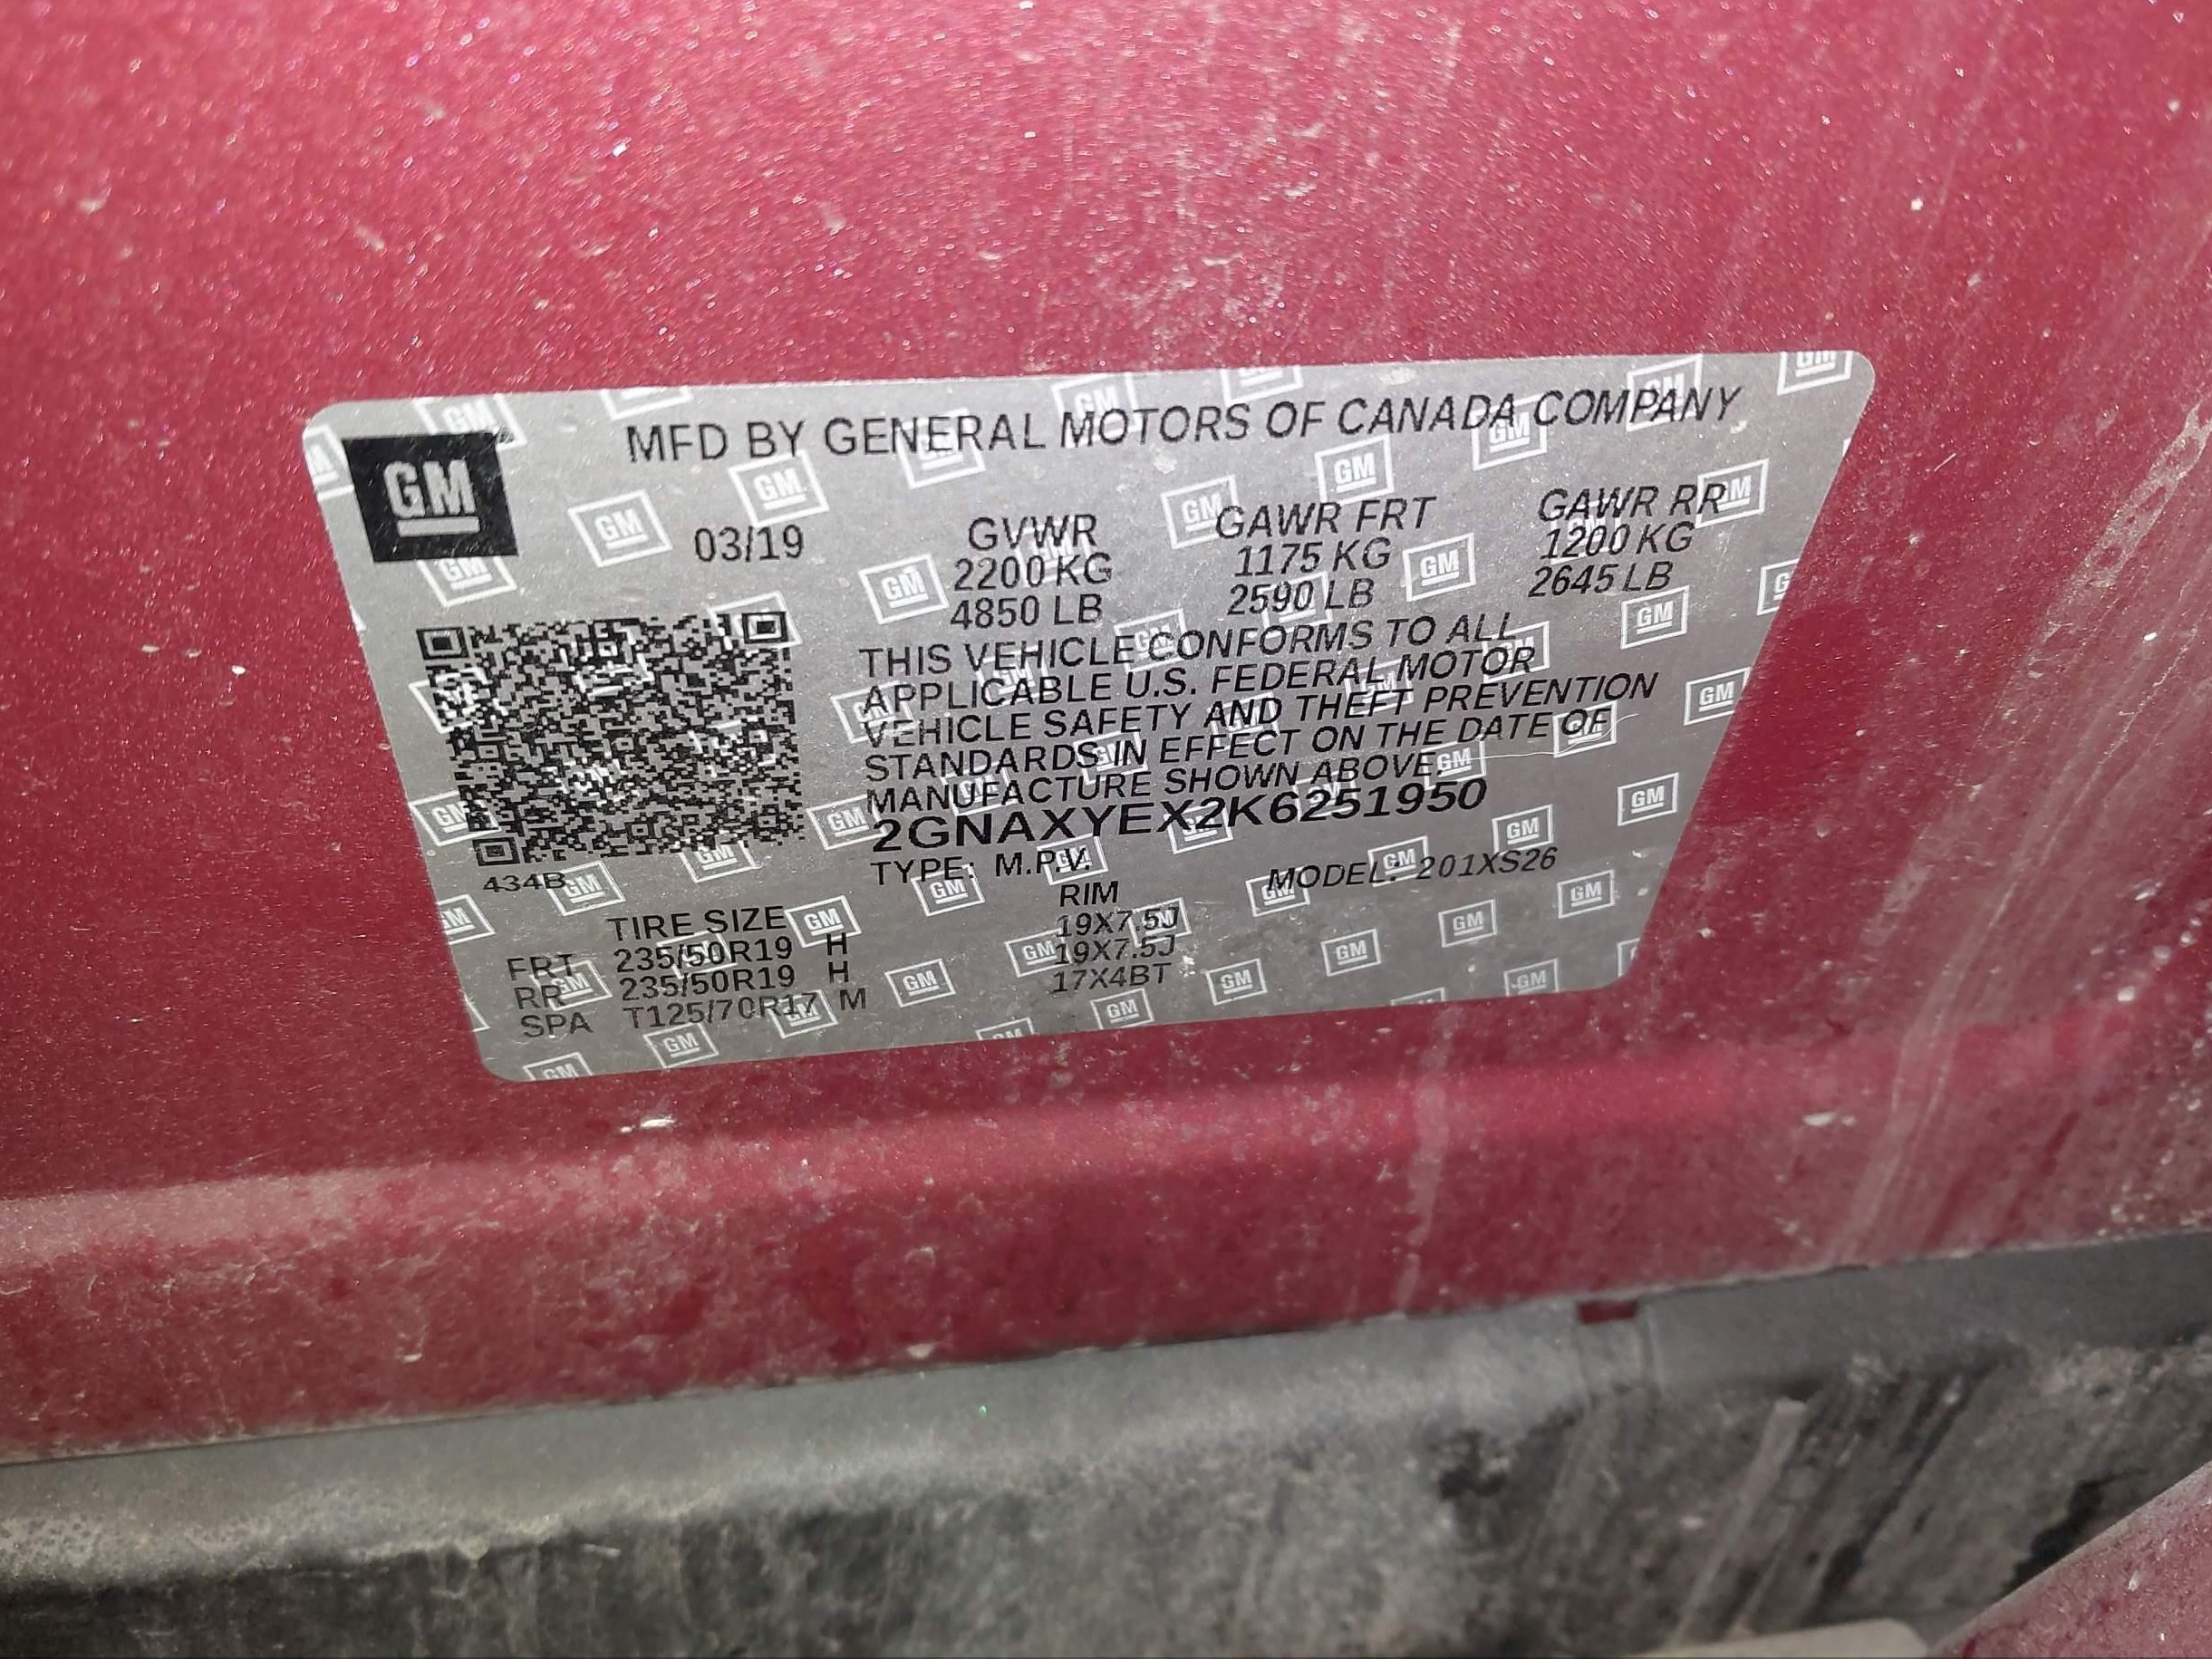 GM
MFD BY GENERAL MOTORS OF CANADA COMPANY
03/19 GVWR GAWR FRT GAWR RR
2200 KG 1175 KG 1200 KG
4850 LB 2590 LB 2645 LB
THIS VEHICLE CONFORMS TO ALL
APPLICABLE U.S. FEDERAL MOTOR
VEHICLE SAFETY AND THEFT PREVENTION
STANDARDS IN EFFECT ON THE DATE OF
MANUFACTURE SHOWN ABOVE.
2GNAXYEX2K6251950
434B
TYPE: M.P.V. MODEL: 201XS26
TIRE SIZE RIM
FRT 235/50R19 H 19X7.5J
RR 235/50R19 H 19X7.5J
SPA T125/70R17 M 17X4BT